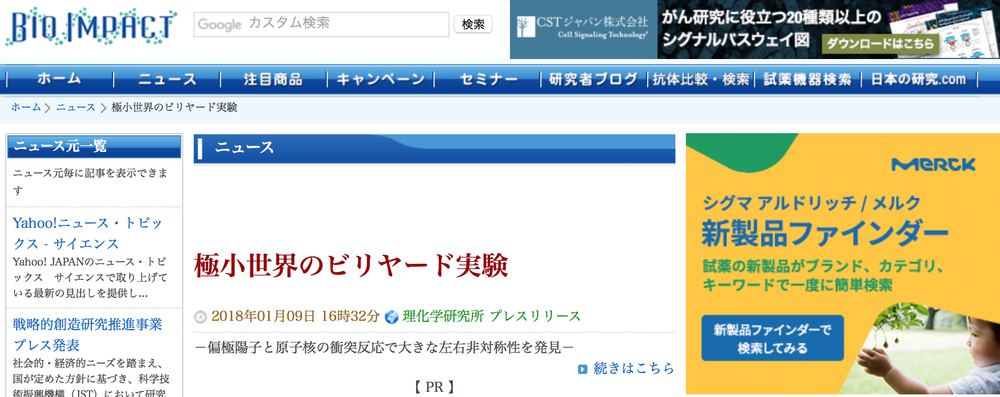 BIO IMPACT
Google カスタム検索
検索
CSTジャパン株式会社
Cell Signaling Technology®
がん研究に役立つ20種類以上の
シグナルパスウェイ図
ダウンロードはこちら
ホーム
ニュース
注目商品
キャンペーン
セミナー
研究者ブログ
抗体比較・検索
試薬機器検索
日本の研究.com
ホーム
ニュース
極小世界のビリヤード実験
ニュース元一覧
ニュース元毎に記事を表示できま
す
Yahoo!ニュース・トピッ
クス - サイエンス
Yahoo! JAPANのニュース・トピ
ックス　サイエンスで取り上げて
いる最新の見出しを提供し...
戦略的創造研究推進事業
プレス発表
社会的・経済的ニーズを踏まえ、
国が定めた方針に基づき、科学技
術振興機構（JST）において研究
ニュース
極小世界のビリヤード実験
2018年01月09日 16時32分
理化学研究所 プレスリリース
－偏極陽子と原子核の衝突反応で大きな左右非対称性を発見－
続きはこちら
【 PR 】
MERCK
シグマ アルドリッチ / メルク
新製品ファインダー
試薬の新製品がブランド、カテゴリ、
キーワードで一度に簡単検索
新製品ファインダーで
検索してみる